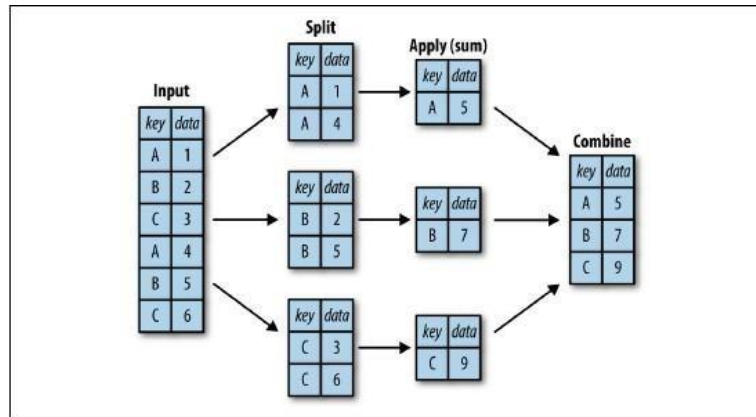 Input
key data
A 1
B 2
C 3
A 4
B 5
C 6
Split
key data
A 1
A 4
key data
B 2
B 5
key data
C 3
C 6
Apply (sum)
key data
A 5
key data
B 7
key data
C 9
Combine
key data
A 5
B 7
C 9